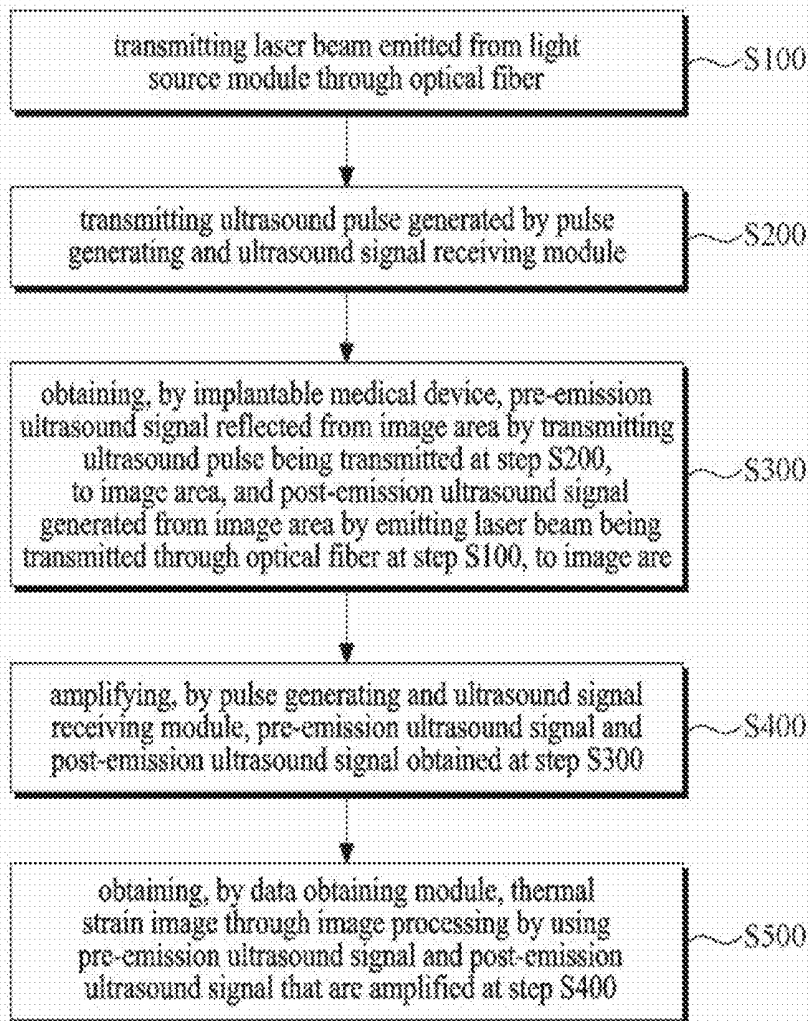 transmitting laser beam emitted from light
source module through optical fiber
S100
transmitting ultrasound pulse generated by pulse
generating and ultrasound signal receiving module
S200
obtaining, by implantable medical device, pre-emission
ultrasound signal reflected from image area by transmitting
ultrasound pulse being transmitted at step S200,
to image area, and post-emission ultrasound signal
generated from image area by emitting laser beam being
transmitted through optical fiber at step S100, to image are
S300
amplifying, by pulse generating and ultrasound signal
receiving module, pre-emission ultrasound signal and
post-emission ultrasound signal obtained at step S300
S400
obtaining, by data obtaining module, thermal
strain image through image processing by using
pre-emission ultrasound signal and post-emission
ultrasound signal that are amplified at step S400
S500